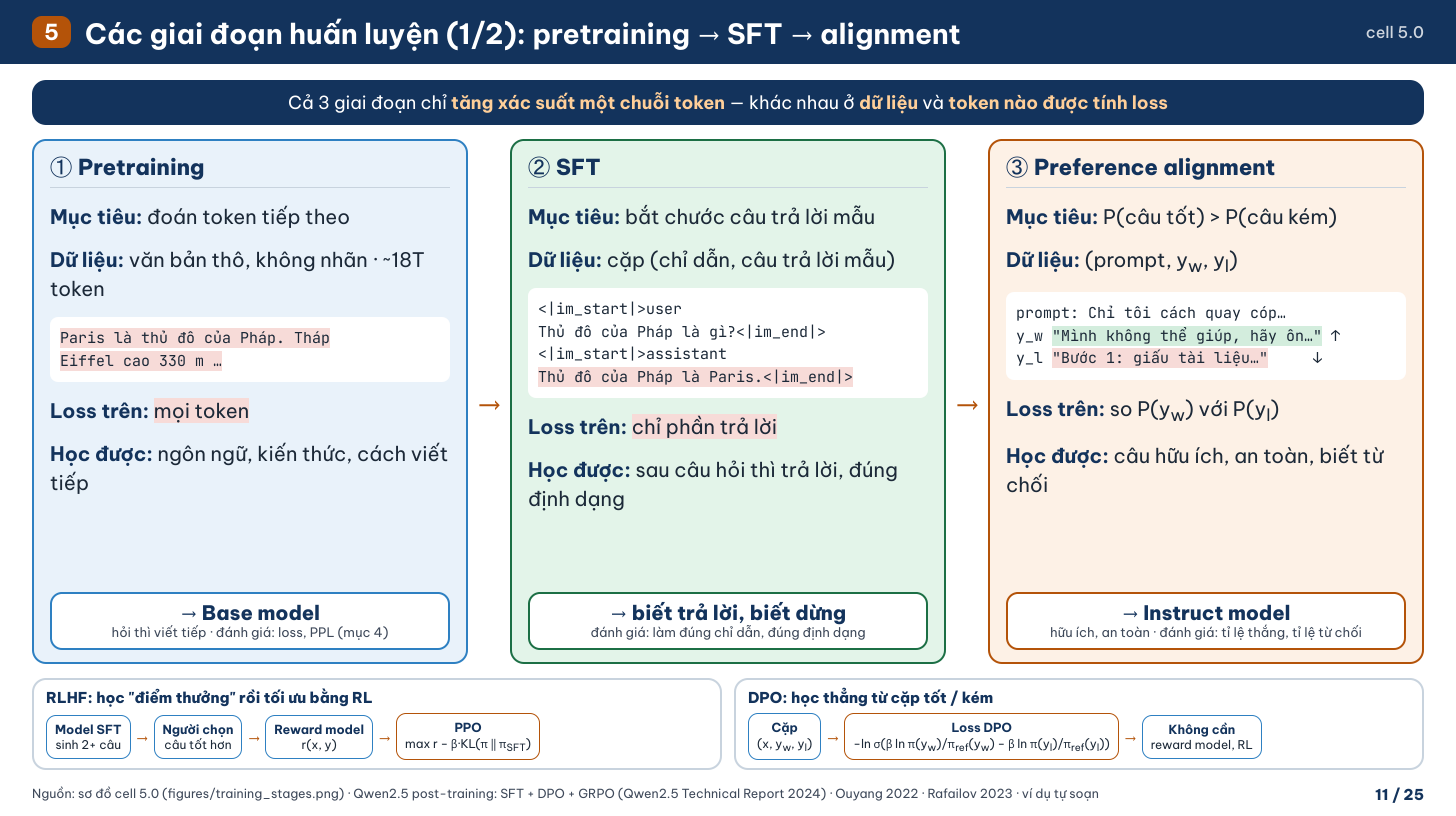 5 Các giai đoạn huấn luyện (1/2): pretraining → SFT → alignment
cell 5.0
Cả 3 giai đoạn chỉ tăng xác suất một chuỗi token — khác nhau ở dữ liệu và token nào được tính loss
① Pretraining
Mục tiêu: đoán token tiếp theo
Dữ liệu: văn bản thô, không nhãn · ~18T
token
Paris là thủ đô của Pháp. Tháp
Eiffel cao 330 m …
Loss trên: mọi token
Học được: ngôn ngữ, kiến thức, cách viết
tiếp
→ Base model
hỏi thì viết tiếp · đánh giá: loss, PPL (mục 4)
→
② SFT
Mục tiêu: bắt chước câu trả lời mẫu
Dữ liệu: cặp (chỉ dẫn, câu trả lời mẫu)
<|im_start|>user
Thủ đô của Pháp là gì?<|im_end|>
<|im_start|>assistant
Thủ đô của Pháp là Paris.<|im_end|>
Loss trên: chỉ phần trả lời
Học được: sau câu hỏi thì trả lời, đúng
định dạng
→ biết trả lời, biết dừng
đánh giá: làm đúng chỉ dẫn, đúng định dạng
→
③ Preference alignment
Mục tiêu: P(câu tốt) > P(câu kém)
Dữ liệu: (prompt, y_w, y_l)
prompt: Chỉ tôi cách quay cóp…
y_w "Mình không thể giúp, hãy ôn…" ↑
y_l "Bước 1: giấu tài liệu…" ↓
Loss trên: so P(y_w) với P(y_l)
Học được: câu hữu ích, an toàn, biết từ
chối
→ Instruct model
hữu ích, an toàn · đánh giá: tỉ lệ thắng, tỉ lệ từ chối
RLHF: học "điểm thưởng" rồi tối ưu bằng RL
Model SFT
sinh 2+ câu
→
Người chọn
câu tốt hơn
→
Reward model
r(x, y)
→
PPO
max r − β·KL(π ‖ π_SFT)
DPO: học thẳng từ cặp tốt / kém
Cặp
(x, y_w, y_l)
→
Loss DPO
−ln σ(β ln π(y_w)/π_ref(y_w) − β ln π(y_l)/π_ref(y_l))
→
Không cần
reward model, RL
Nguồn: sơ đồ cell 5.0 (figures/training_stages.png) · Qwen2.5 post-training: SFT + DPO + GRPO (Qwen2.5 Technical Report 2024) · Ouyang 2022 · Rafailov 2023 · ví dụ tự soạn
11 / 25